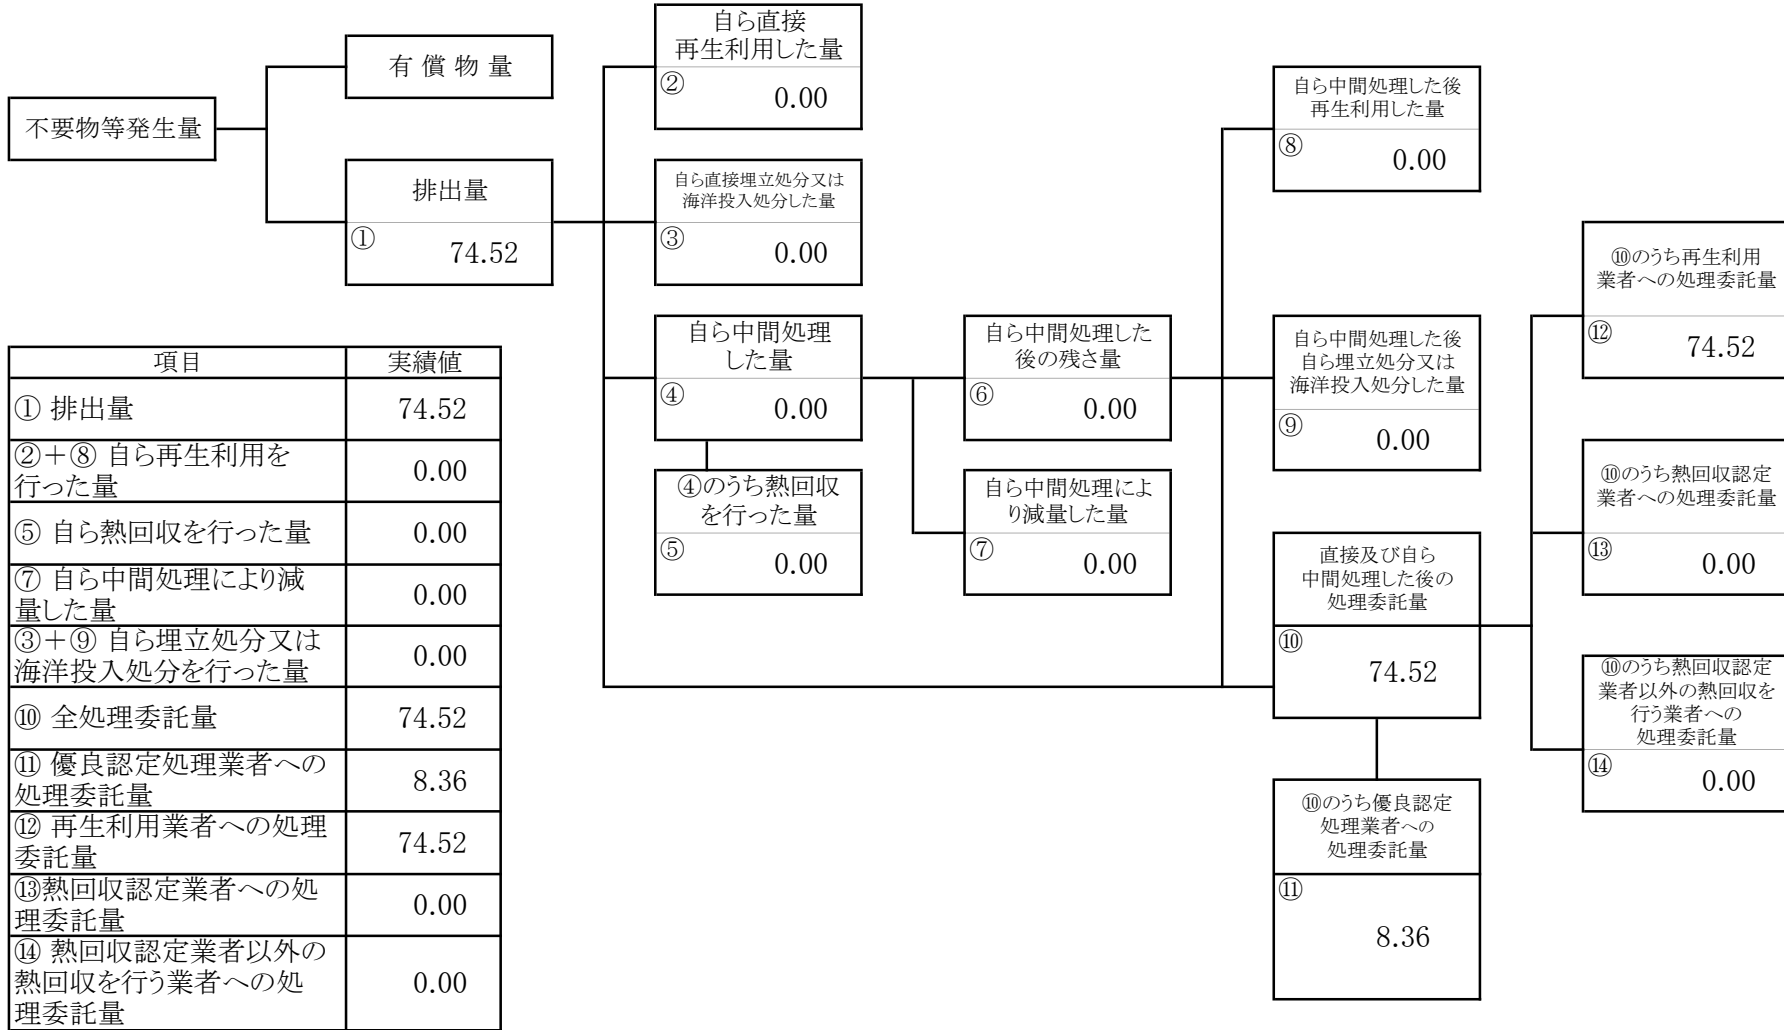 不要物等発生量
有 償 物 量
排出量
①
74.52
自ら直接
再生利用した量
②
0.00
自ら直接埋立処分又は
海洋投入処分した量
③
0.00
自ら中間処理
した量
④
0.00
④のうち熱回収
を行った量
⑤
0.00
自ら中間処理した
後の残さ量
⑥
0.00
自ら中間処理によ
り減量した量
⑦
0.00
自ら中間処理した後
再生利用した量
⑧
0.00
自ら中間処理した後
自ら埋立処分又は
海洋投入処分した量
⑨
0.00
直接及び自ら
中間処理した後の
処理委託量
⑩
74.52
⑩のうち優良認定
処理業者への
処理委託量
⑪
8.36
⑩のうち再生利用
業者への処理委託量
⑫
74.52
⑩のうち熱回収認定
業者への処理委託量
⑬
0.00
⑩のうち熱回収認定
業者以外の熱回収を
行う業者への
処理委託量
⑭
0.00
項目 実績値
① 排出量 74.52
②＋⑧ 自ら再生利用を
行った量 0.00
⑤ 自ら熱回収を行った量 0.00
⑦ 自ら中間処理により減
量した量 0.00
③＋⑨ 自ら埋立処分又は
海洋投入処分を行った量 0.00
⑩ 全処理委託量 74.52
⑪ 優良認定処理業者への
処理委託量 8.36
⑫ 再生利用業者への処理
委託量 74.52
⑬熱回収認定業者への処
理委託量 0.00
⑭ 熱回収認定業者以外の
熱回収を行う業者への処
理委託量 0.00